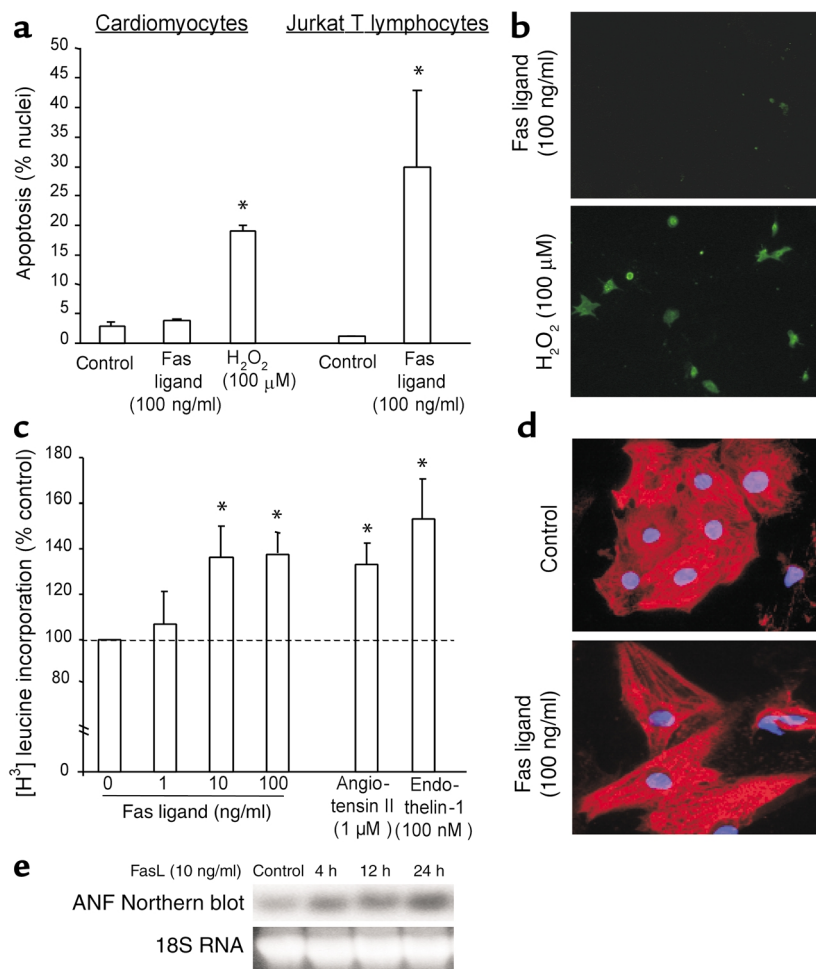 a
Cardiomyocytes
Jurkat T lymphocytes
Apoptosis (% nuclei)
50
45
40
35
30
25
20
15
10
5
0
*
*
Control
Fas
ligand
(100 ng/ml)
H2O2
(100 µM)
Control
Fas
ligand
(100 ng/ml)
b
Fas ligand
(100 ng/ml)
H2O2 (100 µM)
c
[H3] leucine incorporation (% control)
180
160
140
120
100
80
0
*
*
*
*
0 1 10 100
Fas ligand (ng/ml)
Angio-
tensin II
(1 µM)
Endo-
thelin-1
(100 nM)
d
Control
Fas ligand
(100 ng/ml)
e
FasL (10 ng/ml) Control 4 h 12 h 24 h
ANF Northern blot
18S RNA